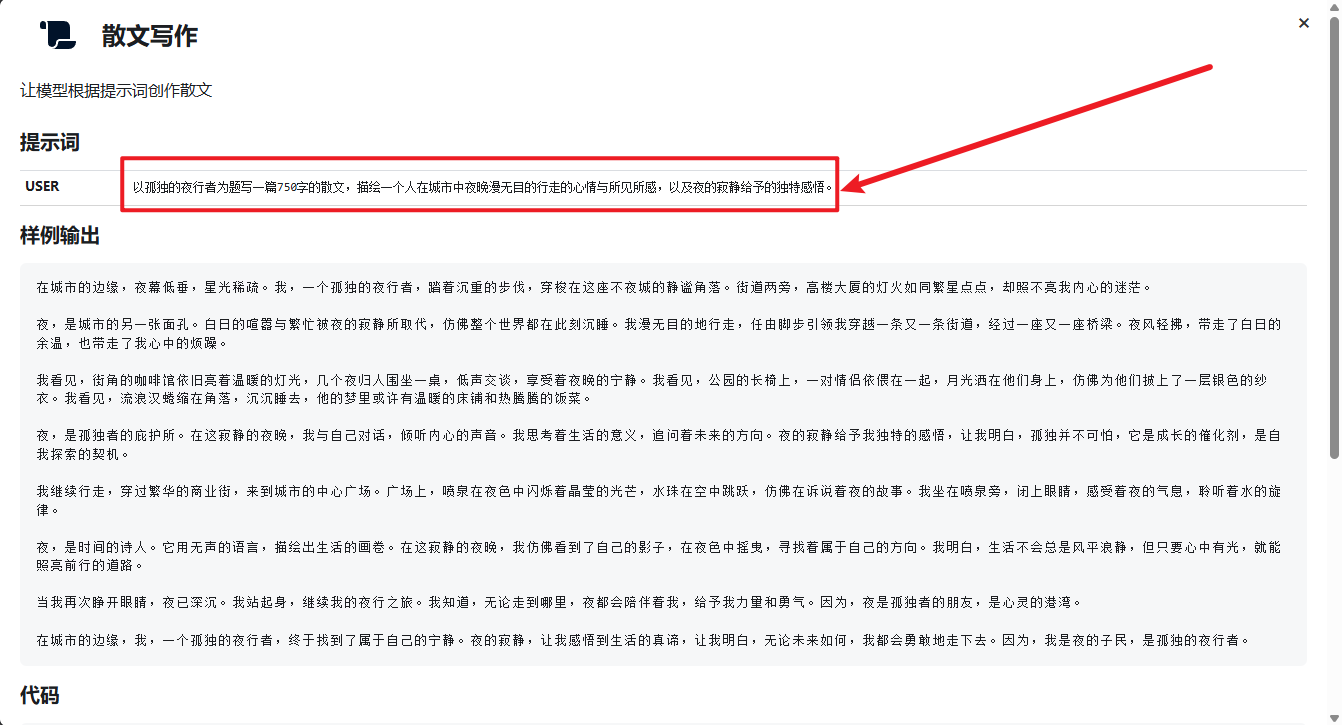 散文写作
×
让模型根据提示词创作散文
提示词
USER
以孤独的夜行者为题写一篇750字的散文，描绘一个人在城市中夜晚漫无目的行走的心情与所见所感，以及夜的寂静给予的独特感悟。
样例输出
在城市的边缘，夜幕低垂，星光稀疏。我，一个孤独的夜行者，踏着沉重的步伐，穿梭在这座不夜城的静谧角落。街道两旁，高楼大厦的灯火如同繁星点点，却照不亮我内心的迷茫。
夜，是城市的另一张面孔。白日的喧嚣与繁忙被夜的寂静所取代，仿佛整个世界都在此刻沉睡。我漫无目的地行走，任由脚步引领我穿越一条又一条街道，经过一座又一座桥梁。夜风轻拂，带走了白日的
余温，也带走了我心中的烦躁。
我看见，街角的咖啡馆依旧亮着温暖的灯光，几个夜归人围坐一桌，低声交谈，享受着夜晚的宁静。我看见，公园的长椅上，一对情侣依偎在一起，月光洒在他们身上，仿佛为他们披上了一层银色的纱
衣。我看见，流浪汉蜷缩在角落，沉沉睡去，他的梦里或许有温暖的床铺和热腾腾的饭菜。
夜，是孤独者的庇护所。在这寂静的夜晚，我与自己对话，倾听内心的声音。我思考着生活的意义，追问着未来的方向。夜的寂静给予我独特的感悟，让我明白，孤独并不可怕，它是成长的催化剂，是自
我探索的契机。
我继续行走，穿过繁华的商业街，来到城市的中心广场。广场上，喷泉在夜色中闪烁着晶莹的光芒，水珠在空中跳跃，仿佛在诉说着夜的故事。我坐在喷泉旁，闭上眼睛，感受着夜的气息，聆听着水的旋
律。
夜，是时间的诗人。它用无声的语言，描绘出生活的画卷。在这寂静的夜晚，我仿佛看到了自己的影子，在夜色中摇曳，寻找着属于自己的方向。我明白，生活不会总是风平浪静，但只要心中有光，就能
照亮前行的道路。
当我再次睁开眼睛，夜已深沉。我站起身，继续我的夜行之旅。我知道，无论走到哪里，夜都会陪伴着我，给予我力量和勇气。因为，夜是孤独者的朋友，是心灵的港湾。
在城市的边缘，我，一个孤独的夜行者，终于找到了属于自己的宁静。夜的寂静，让我感悟到生活的真谛，让我明白，无论未来如何，我都会勇敢地走下去。因为，我是夜的子民，是孤独的夜行者。
代码